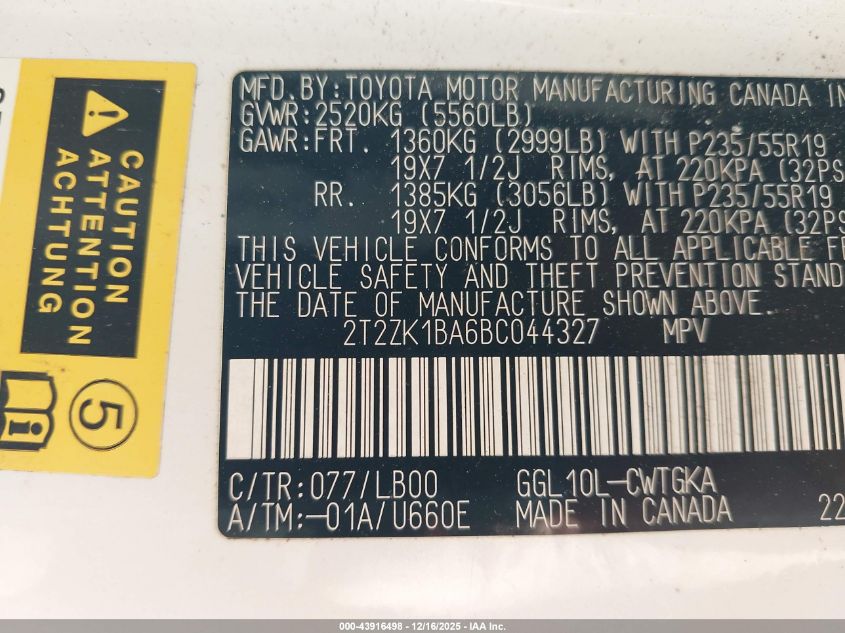 CAUTION
ATTENTION
ACHTUNG
5
MFD.BY:TOYOTA MOTOR MANUFACTURING CANADA IN
GVWR:2520KG (5560LB)
GAWR:FRT. 1360KG (2999LB) WITH P235/55R19
19X7 1/2J RIMS, AT 220KPA (32PS
RR. 1385KG (3056LB) WITH P235/55R19
19X7 1/2J RIMS, AT 220KPA (32PS
THIS VEHICLE CONFORMS TO ALL APPLICABLE FE
VEHICLE SAFETY AND THEFT PREVENTION STAND
THE DATE OF MANUFACTURE SHOWN ABOVE.
2T2ZK1BA6BC044327 MPV
C/TR:077/LB00 GGL10L-CWTGKA
A/TM:-01A/U660E MADE IN CANADA 22
000-43916498 - 12/16/2025 - IAA Inc.